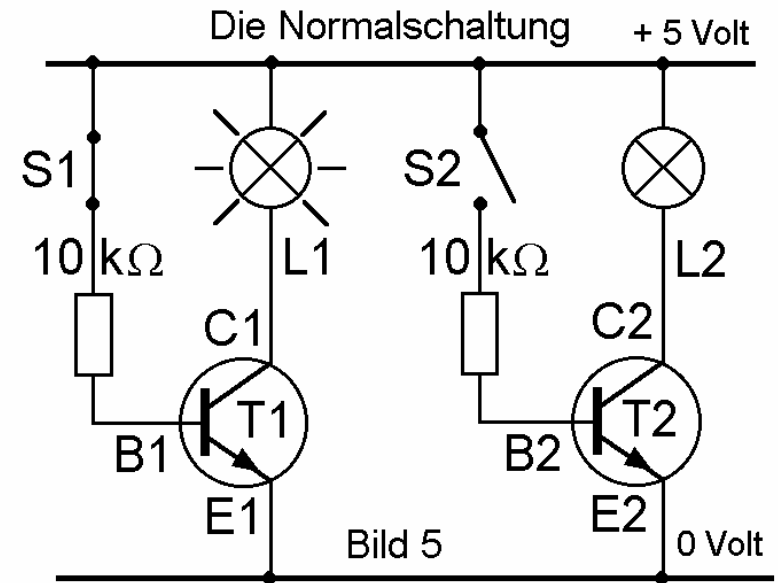 Die Normalschaltung
+ 5 Volt
S1
S2
10 kΩ
L1
10 kΩ
L2
C1
C2
T1
T2
B1
B2
E1
E2
Bild 5
0 Volt